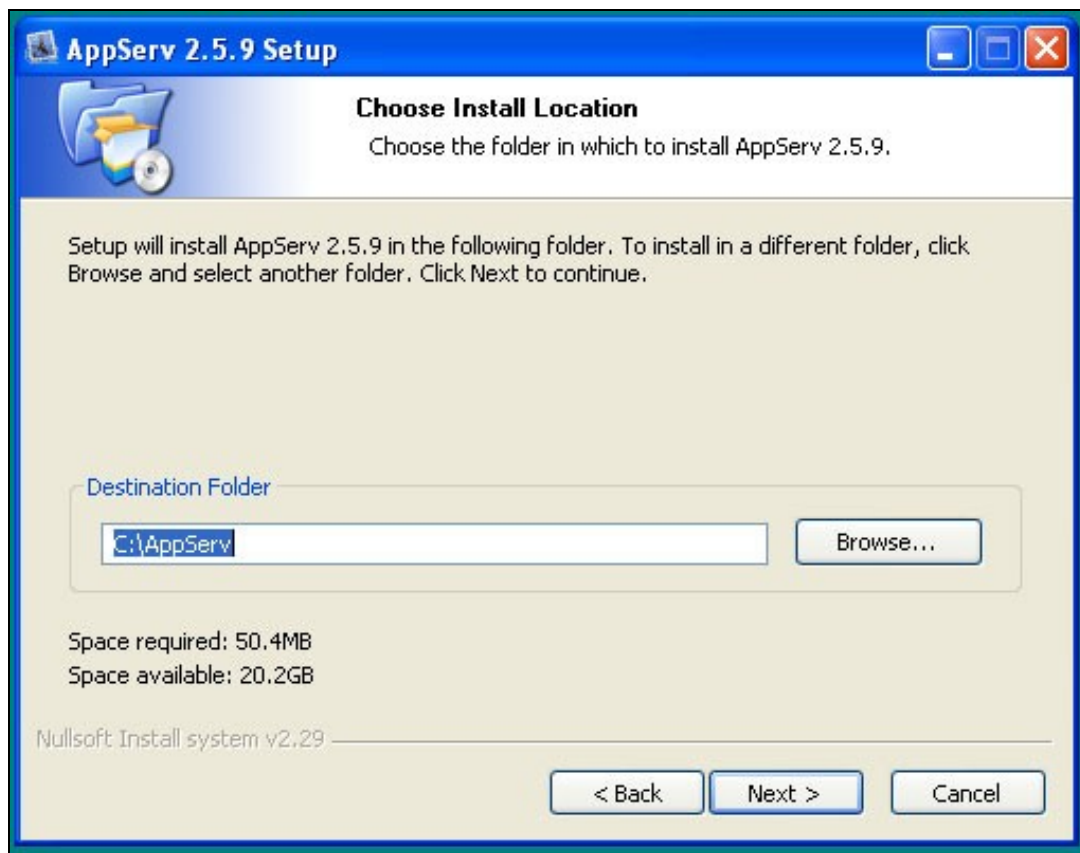 AppServ 2.5.9 Setup
Choose Install Location
Choose the folder in which to install AppServ 2.5.9.
Setup will install AppServ 2.5.9 in the following folder. To install in a different folder, click
Browse and select another folder. Click Next to continue.
Destination Folder
C:\AppServ
Browse...
Space required: 50.4MB
Space available: 20.2GB
Nullsoft Install system v2.29
< Back
Next >
Cancel